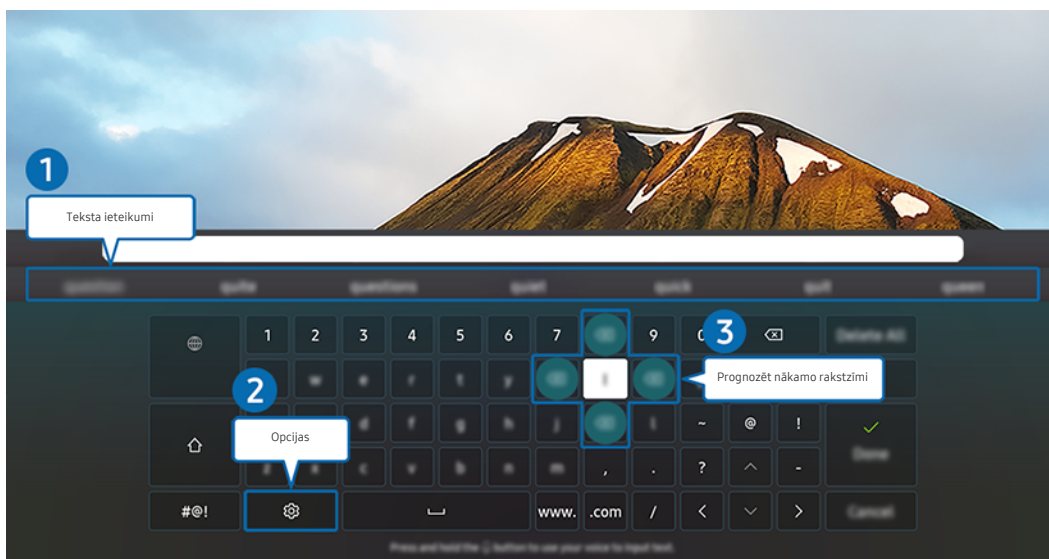 1
Teksta ieteikumi
question quite questions quiet quick quit queen
1 2 3 4 5 6 7 9 Delete All
3
w e r t y
Prognozēt nākamo rakstzīmi
2
d f g h j l ~ @ !
Opcijas
Done
z x c v b n m , . ? ^ -
#@! www. .com / < >
Cancel
Press and hold the button to use your voice to input text.